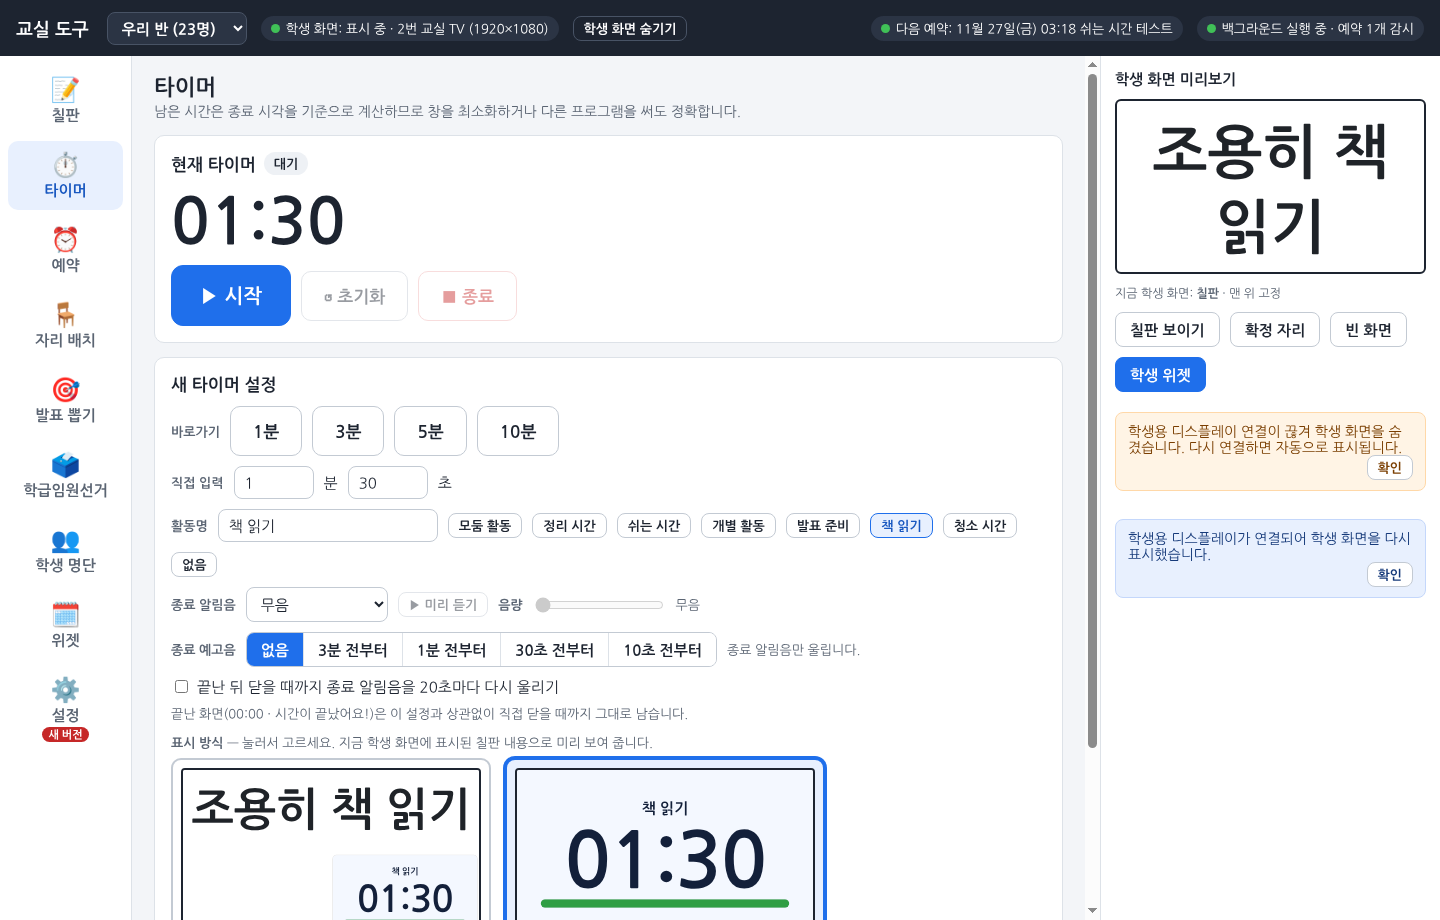 교실 도구
우리 반 (23명)
학생 화면: 표시 중 · 2번 교실 TV (1920×1080)
학생 화면 숨기기
다음 예약: 11월 27일(금) 03:18 쉬는 시간 테스트
백그라운드 실행 중 · 예약 1개 감시
칠판
타이머
예약
자리 배치
발표 뽑기
학급임원선거
학생 명단
위젯
설정
새 버전
타이머
남은 시간은 종료 시각을 기준으로 계산하므로 창을 최소화하거나 다른 프로그램을 써도 정확합니다.
현재 타이머 대기
01:30
▶ 시작
초기화
■ 종료
새 타이머 설정
바로가기 1분 3분 5분 10분
직접 입력 1 분 30 초
활동명 책 읽기 모둠 활동 정리 시간 쉬는 시간 개별 활동 발표 준비 책 읽기 청소 시간
없음
종료 알림음 무음 ▶ 미리 듣기 음량 무음
종료 예고음 없음 3분 전부터 1분 전부터 30초 전부터 10초 전부터 종료 알림음만 울립니다.
끝난 뒤 닫을 때까지 종료 알림음을 20초마다 다시 울리기
끝난 화면(00:00 · 시간이 끝났어요!)은 이 설정과 상관없이 직접 닫을 때까지 그대로 남습니다.
표시 방식 — 눌러서 고르세요. 지금 학생 화면에 표시된 칠판 내용으로 미리 보여 줍니다.
조용히 책 읽기
책 읽기
01:30
책 읽기
01:30
학생 화면 미리보기
조용히 책
읽기
지금 학생 화면: 칠판 · 맨 위 고정
칠판 보이기
확정 자리
빈 화면
학생 위젯
학생용 디스플레이 연결이 끊겨 학생 화면을 숨
겼습니다. 다시 연결하면 자동으로 표시됩니다.
확인
학생용 디스플레이가 연결되어 학생 화면을 다시
표시했습니다.
확인